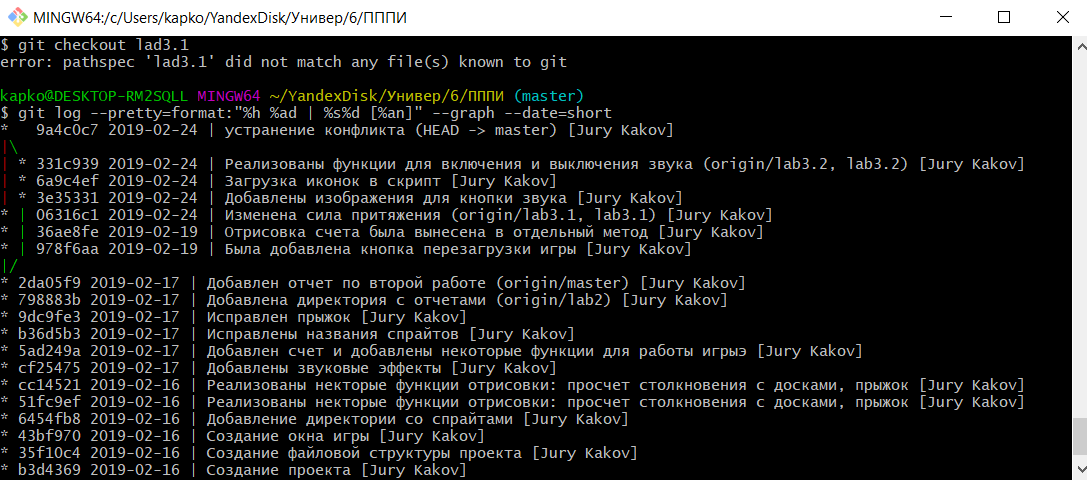 MINGW64:/c/Users/kapko/YandexDisk/Универ/6/ПППИ
$ git checkout lad3.1
error: pathspec 'lad3.1' did not match any file(s) known to git
kapko@DESKTOP-RM2SQLL MINGW64 ~/YandexDisk/Универ/6/ПППИ (master)
$ git log --pretty=format:"%h %ad | %s%d [%an]" --graph --date=short
*   9a4c0c7 2019-02-24 | устранение конфликта (HEAD -> master) [Jury Kakov]
|\
| * 331c939 2019-02-24 | Реализованы функции для включения и выключения звука (origin/lab3.2, lab3.2) [Jury Kakov]
| * 6a9c4ef 2019-02-24 | Загрузка иконок в скрипт [Jury Kakov]
| * 3e35331 2019-02-24 | Добавлены изображения для кнопки звука [Jury Kakov]
* | 06316c1 2019-02-24 | Изменена сила притяжения (origin/lab3.1, lab3.1) [Jury Kakov]
* | 36ae8fe 2019-02-19 | Отрисовка счета была вынесена в отдельный метод [Jury Kakov]
* | 978f6aa 2019-02-19 | Была добавлена кнопка перезагрузки игры [Jury Kakov]
|/
* 2da05f9 2019-02-17 | Добавлен отчет по второй работе (origin/master) [Jury Kakov]
* 798883b 2019-02-17 | Добавлена директория с отчетами (origin/lab2) [Jury Kakov]
* 9dc9fe3 2019-02-17 | Исправлен прыжок [Jury Kakov]
* b36d5b3 2019-02-17 | Исправлены названия спрайтов [Jury Kakov]
* 5ad249a 2019-02-17 | Добавлен счет и добавлены некоторые функции для работы игрыэ [Jury Kakov]
* cf25475 2019-02-17 | Добавлены звуковые эффекты [Jury Kakov]
* cc14521 2019-02-16 | Реализованы некторые функции отрисовки: просчет столкновения с досками, прыжок [Jury Kakov]
* 51fc9ef 2019-02-16 | Реализованы некторые функции отрисовки: просчет столкновения с досками, прыжок [Jury Kakov]
* 6454fb8 2019-02-16 | Добавление директории со спрайтами [Jury Kakov]
* 43bf970 2019-02-16 | Создание окна игры [Jury Kakov]
* 35f10c4 2019-02-16 | Создание файловой структуры проекта [Jury Kakov]
* b3d4369 2019-02-16 | Создание проекта [Jury Kakov]